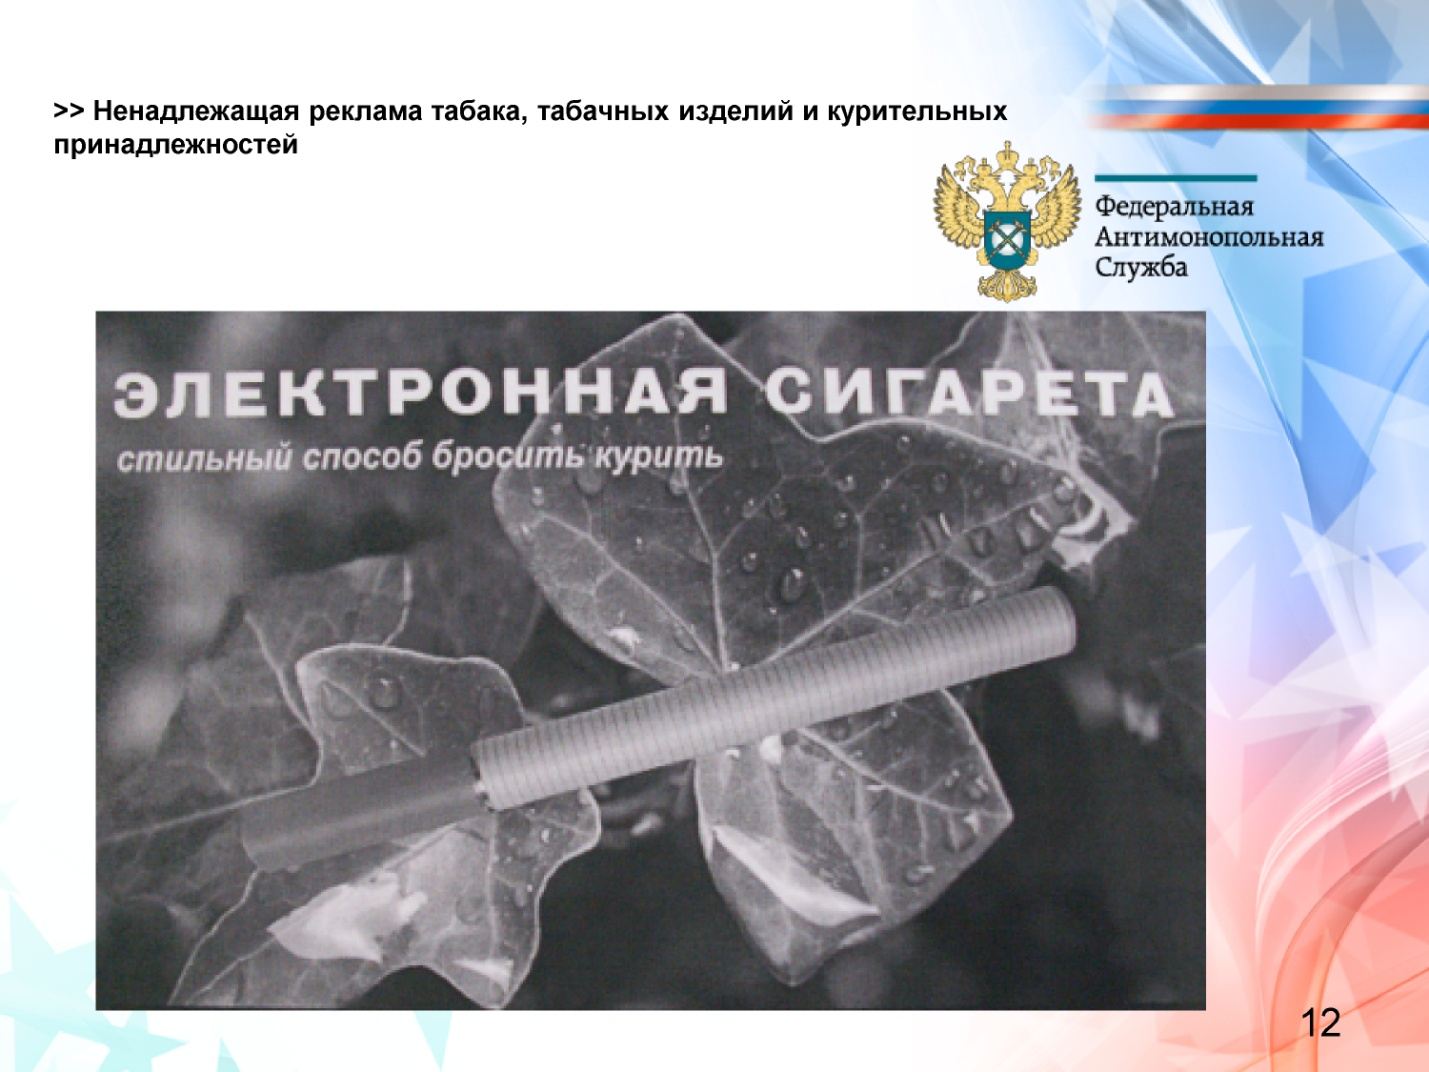 >> Ненадлежащая реклама табака, табачных изделий и курительных
принадлежностей
Федеральная
Антимонопольная
Служба
ЭЛЕКТРОННАЯ СИГАРЕТА
стильный способ бросить курить
12